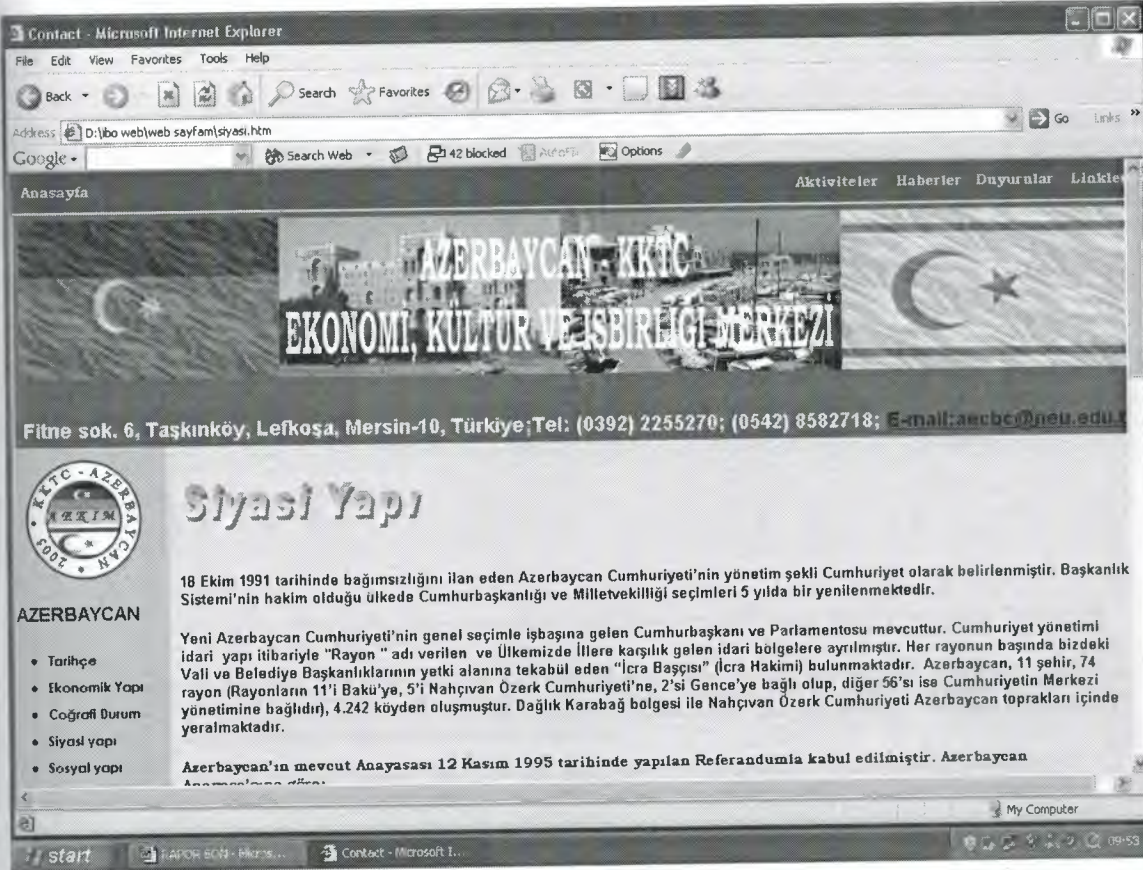 Contact - Microsoft Internet Explorer
File Edit View Favorites Tools Help
Back Search Favorites
Address D:\ibo web\web sayfam\siyasi.htm Go Links »
Google Search Web 42 blocked AutoFill Options
Anasayfa Aktiviteler Haberler Duyurular Linkle
AZERBAYCAN - KKTC
EKONOMİ, KÜLTÜR VE ISBIRLIGI MERKEZİ
Fitne sok. 6, Taşkınköy, Lefkoşa, Mersin-10, Türkiye;Tel: (0392) 2255270; (0542) 8582718; E-mail:aecbc@neu.edu.
KKTC - AZERBAYCAN
2003
Siyasi Yapı
18 Ekim 1991 tarihinde bağımsızlığını ilan eden Azerbaycan Cumhuriyeti'nin yönetim şekli Cumhuriyet olarak belirlenmiştir. Başkanlık
Sistemi'nin hakim olduğu ülkede Cumhurbaşkanlığı ve Milletvekilliği seçimleri 5 yılda bir yenilenmektedir.
Yeni Azerbaycan Cumhuriyeti'nin genel seçimle işbaşına gelen Cumhurbaşkanı ve Parlamentosu mevcuttur. Cumhuriyet yönetimi
idari yapı itibariyle "Rayon " adı verilen ve Ülkemizde İllere karşılık gelen idari bölgelere ayrılmıştır. Her rayonun başında bizdeki
Vali ve Belediye Başkanlıklarının yetki alanına tekabül eden "İcra Başçısı" (İcra Hakimi) bulunmaktadır. Azerbaycan, 11 şehir, 74
rayon (Rayonların 11'i Bakü'ye, 5'i Nahçıvan Özerk Cumhuriyeti'ne, 2'si Gence'ye bağlı olup, diğer 56'sı ise Cumhuriyetin Merkezi
yönetimine bağlıdır), 4.242 köyden oluşmuştur. Dağlık Karabağ bolgesi ile Nahçıvan Özerk Cumhuriyeti Azerbaycan toprakları içinde
yeralmaktadır.
Azerbaycan'ın mevcut Anayasası 12 Kasım 1995 tarihinde yapılan Referandumla kabul edilmiştir. Azerbaycan
AZERBAYCAN
Tarihçe
Ekonomik Yapı
Coğrafi Durum
Siyasi yapı
Sosyal yapı
My Computer
start RAPOR SON - Micros... Contact - Microsoft I... 09:53